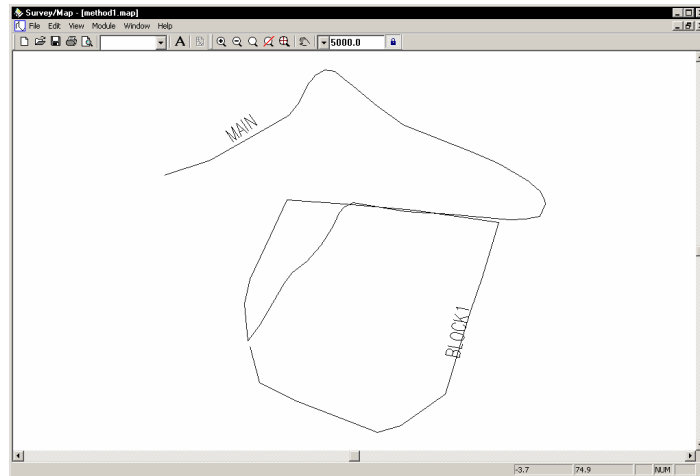 Survey/Map - [method1.map]
File Edit View Module Window Help
A 5000.0
MAIN
BLOCK1
-3.7 74.9 NUM